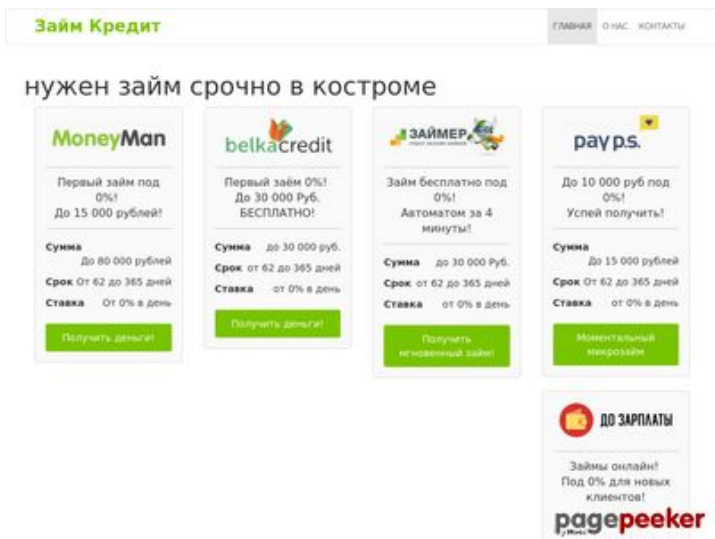 Займ Кредит
ГЛАВНАЯ О НАС КОНТАКТЫ
нужен займ срочно в костроме
MoneyMan
Первый займ под
0%!
До 15 000 рублей!
Сумма
До 80 000 рублей
Срок От 62 до 365 дней
Ставка От 0% в день
Получить деньги!
belkacredit
Первый заём 0%!
До 30 000 Руб.
БЕСПЛАТНО!
Сумма до 30 000 руб.
Срок от 62 до 365 дней
Ставка от 0% в день
Получить деньги!
ЗАЙМЕР
Займ бесплатно под
0%!
Автоматом за 4
минуты!
Сумма до 30 000 Руб.
Срок от 62 до 365 дней
Ставка от 0% в день
Получить
мгновенный займ!
pay p.s.
До 10 000 руб под
0%!
Успей получить!
Сумма
До 15 000 рублей
Срок От 62 до 365 дней
Ставка от 0% в день
Моментальный
микрозайм
ДО ЗАРПЛАТЫ
Займы онлайн!
Под 0% для новых
клиентов!
pagepeeker